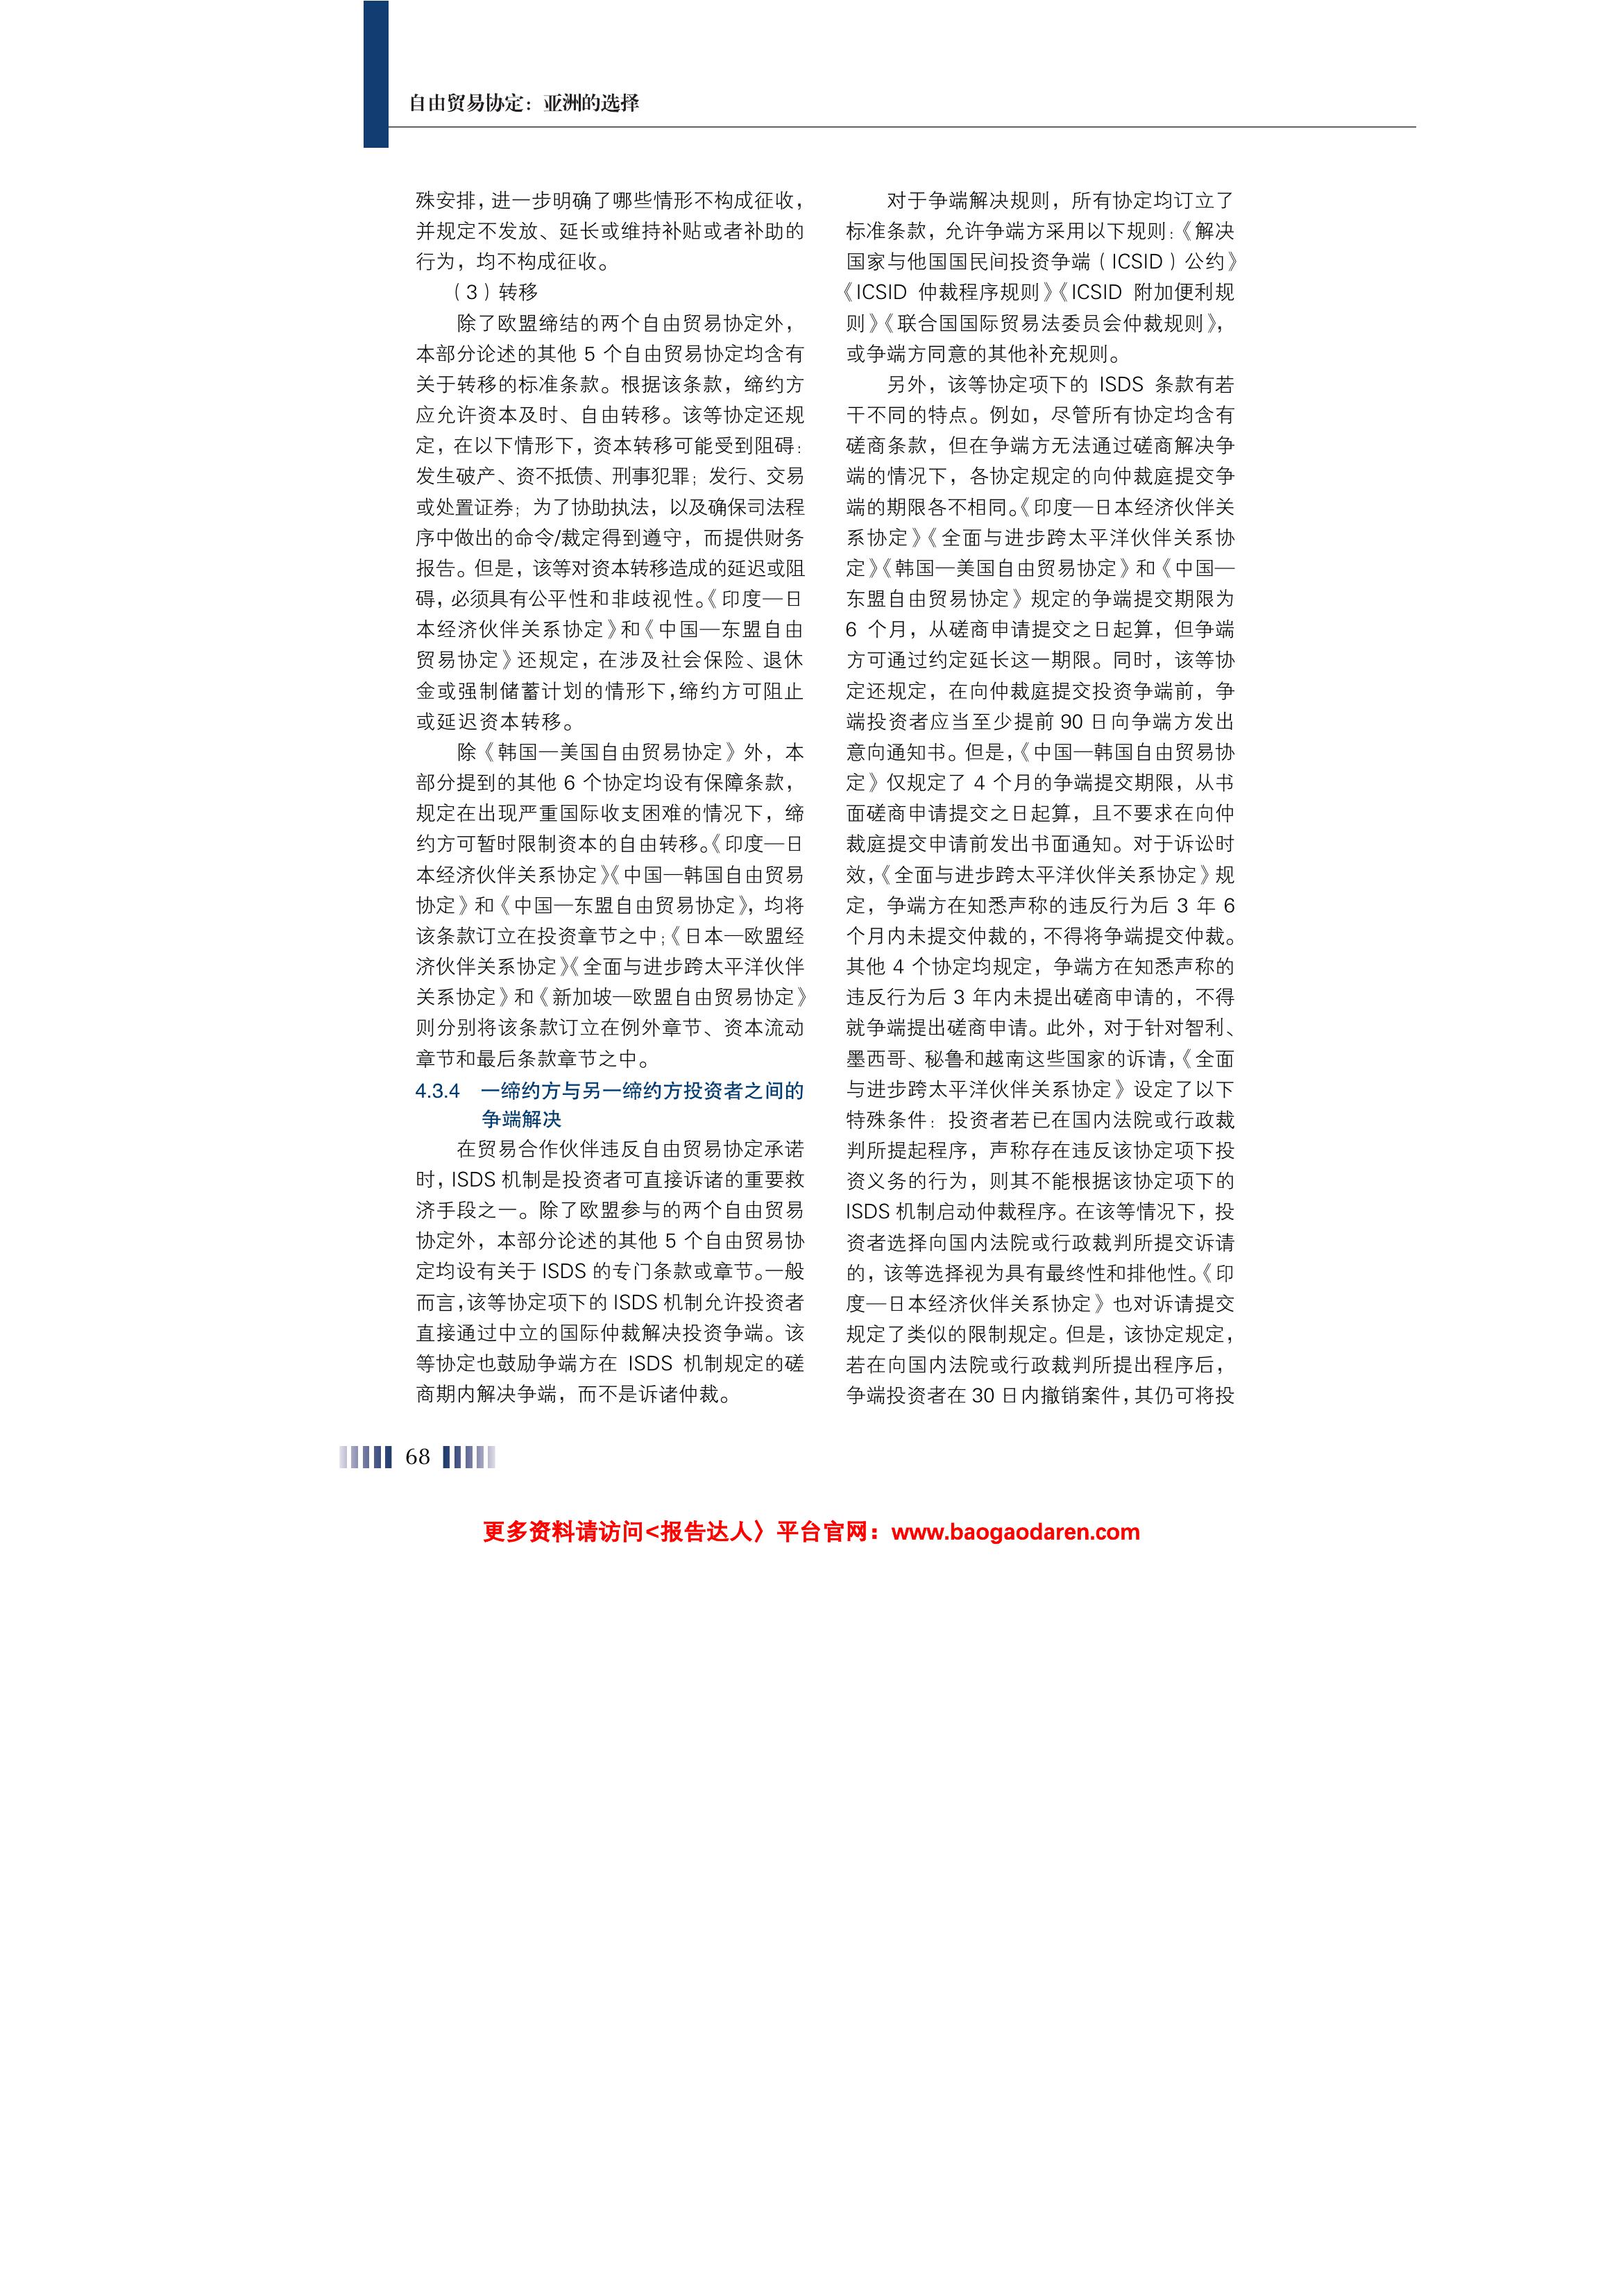 自由贸易协定：亚洲的选择
殊安排，进一步明确了哪些情形不构成征收，
并规定不发放、延长或维持补贴或者补助的
行为，均不构成征收。
（3）转移
除了欧盟缔结的两个自由贸易协定外，
本部分论述的其他 5 个自由贸易协定均含有
关于转移的标准条款。根据该条款，缔约方
应允许资本及时、自由转移。该等协定还规
定，在以下情形下，资本转移可能受到阻碍：
发生破产、资不抵债、刑事犯罪；发行、交易
或处置证券；为了协助执法，以及确保司法程
序中做出的命令/裁定得到遵守，而提供财务
报告。但是，该等对资本转移造成的延迟或阻
碍，必须具有公平性和非歧视性。《印度—日
本经济伙伴关系协定》和《中国—东盟自由
贸易协定》还规定，在涉及社会保险、退休
金或强制储蓄计划的情形下，缔约方可阻止
或延迟资本转移。
除《韩国—美国自由贸易协定》外，本
部分提到的其他 6 个协定均设有保障条款，
规定在出现严重国际收支困难的情况下，缔
约方可暂时限制资本的自由转移。《印度—日
本经济伙伴关系协定》《中国—韩国自由贸易
协定》和《中国—东盟自由贸易协定》，均将
该条款订立在投资章节之中；《日本—欧盟经
济伙伴关系协定》《全面与进步跨太平洋伙伴
关系协定》和《新加坡—欧盟自由贸易协定》
则分别将该条款订立在例外章节、资本流动
章节和最后条款章节之中。
4.3.4 一缔约方与另一缔约方投资者之间的
争端解决
在贸易合作伙伴违反自由贸易协定承诺
时，ISDS 机制是投资者可直接诉诸的重要救
济手段之一。除了欧盟参与的两个自由贸易
协定外，本部分论述的其他 5 个自由贸易协
定均设有关于 ISDS 的专门条款或章节。一般
而言，该等协定项下的 ISDS 机制允许投资者
直接通过中立的国际仲裁解决投资争端。该
等协定也鼓励争端方在 ISDS 机制规定的磋
商期内解决争端，而不是诉诸仲裁。
对于争端解决规则，所有协定均订立了
标准条款，允许争端方采用以下规则：《解决
国家与他国国民间投资争端（ICSID）公约》
《ICSID 仲裁程序规则》《ICSID 附加便利规
则》《联合国国际贸易法委员会仲裁规则》，
或争端方同意的其他补充规则。
另外，该等协定项下的 ISDS 条款有若
干不同的特点。例如，尽管所有协定均含有
磋商条款，但在争端方无法通过磋商解决争
端的情况下，各协定规定的向仲裁庭提交争
端的期限各不相同。《印度—日本经济伙伴关
系协定》《全面与进步跨太平洋伙伴关系协
定》《韩国—美国自由贸易协定》和《中国—
东盟自由贸易协定》规定的争端提交期限为
6 个月，从磋商申请提交之日起算，但争端
方可通过约定延长这一期限。同时，该等协
定还规定，在向仲裁庭提交投资争端前，争
端投资者应当至少提前 90 日向争端方发出
意向通知书。但是，《中国—韩国自由贸易协
定》仅规定了 4 个月的争端提交期限，从书
面磋商申请提交之日起算，且不要求在向仲
裁庭提交申请前发出书面通知。对于诉讼时
效，《全面与进步跨太平洋伙伴关系协定》规
定，争端方在知悉声称的违反行为后 3 年 6
个月内未提交仲裁的，不得将争端提交仲裁。
其他 4 个协定均规定，争端方在知悉声称的
违反行为后 3 年内未提出磋商申请的，不得
就争端提出磋商申请。此外，对于针对智利、
墨西哥、秘鲁和越南这些国家的诉请，《全面
与进步跨太平洋伙伴关系协定》设定了以下
特殊条件：投资者若已在国内法院或行政裁
判所提起程序，声称存在违反该协定项下投
资义务的行为，则其不能根据该协定项下的
ISDS 机制启动仲裁程序。在该等情况下，投
资者选择向国内法院或行政裁判所提交诉请
的，该等选择视为具有最终性和排他性。《印
度—日本经济伙伴关系协定》也对诉请提交
规定了类似的限制规定。但是，该协定规定，
若在向国内法院或行政裁判所提出程序后，
争端投资者在 30 日内撤销案件，其仍可将投
68
更多资料请访问<报告达人〉平台官网：www.baogaodaren.com